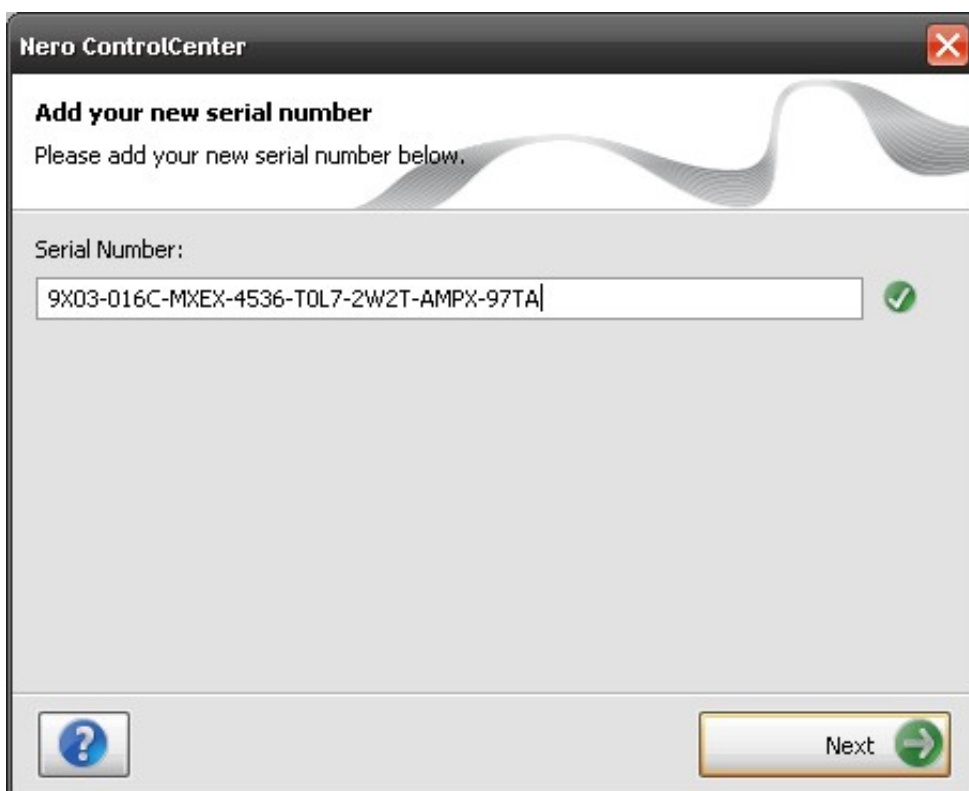 Nero ControlCenter
Add your new serial number
Please add your new serial number below.
Serial Number:
9X03-016C-MXEX-4536-T0L7-2W2T-AMPX-97TA
Next